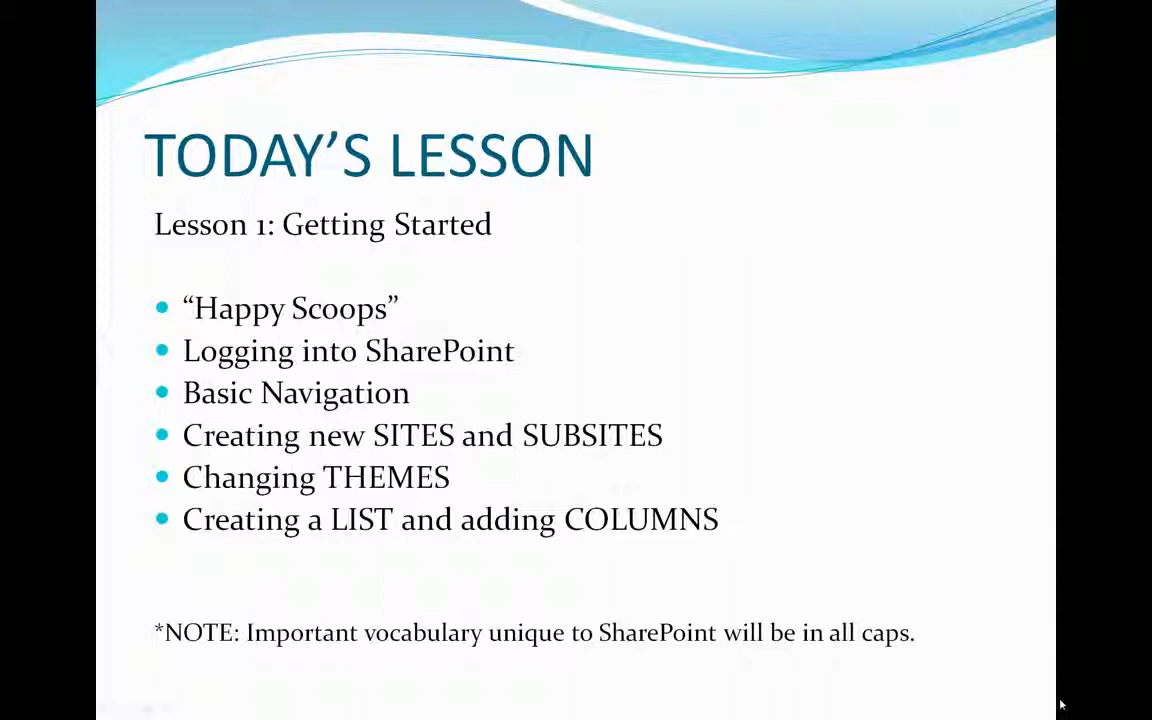 TODAY’S LESSON
Lesson 1: Getting Started
• “Happy Scoops”
• Logging into SharePoint
• Basic Navigation
• Creating new SITES and SUBSITES
• Changing THEMES
• Creating a LIST and adding COLUMNS
*NOTE: Important vocabulary unique to SharePoint will be in all caps.